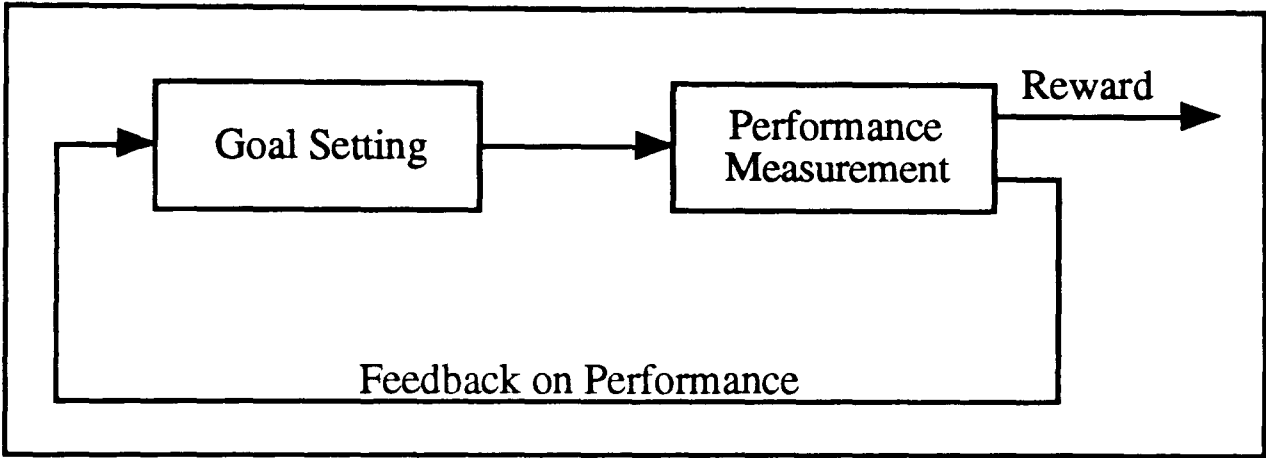 Goal Setting
Performance
Measurement
Reward
Feedback on Performance